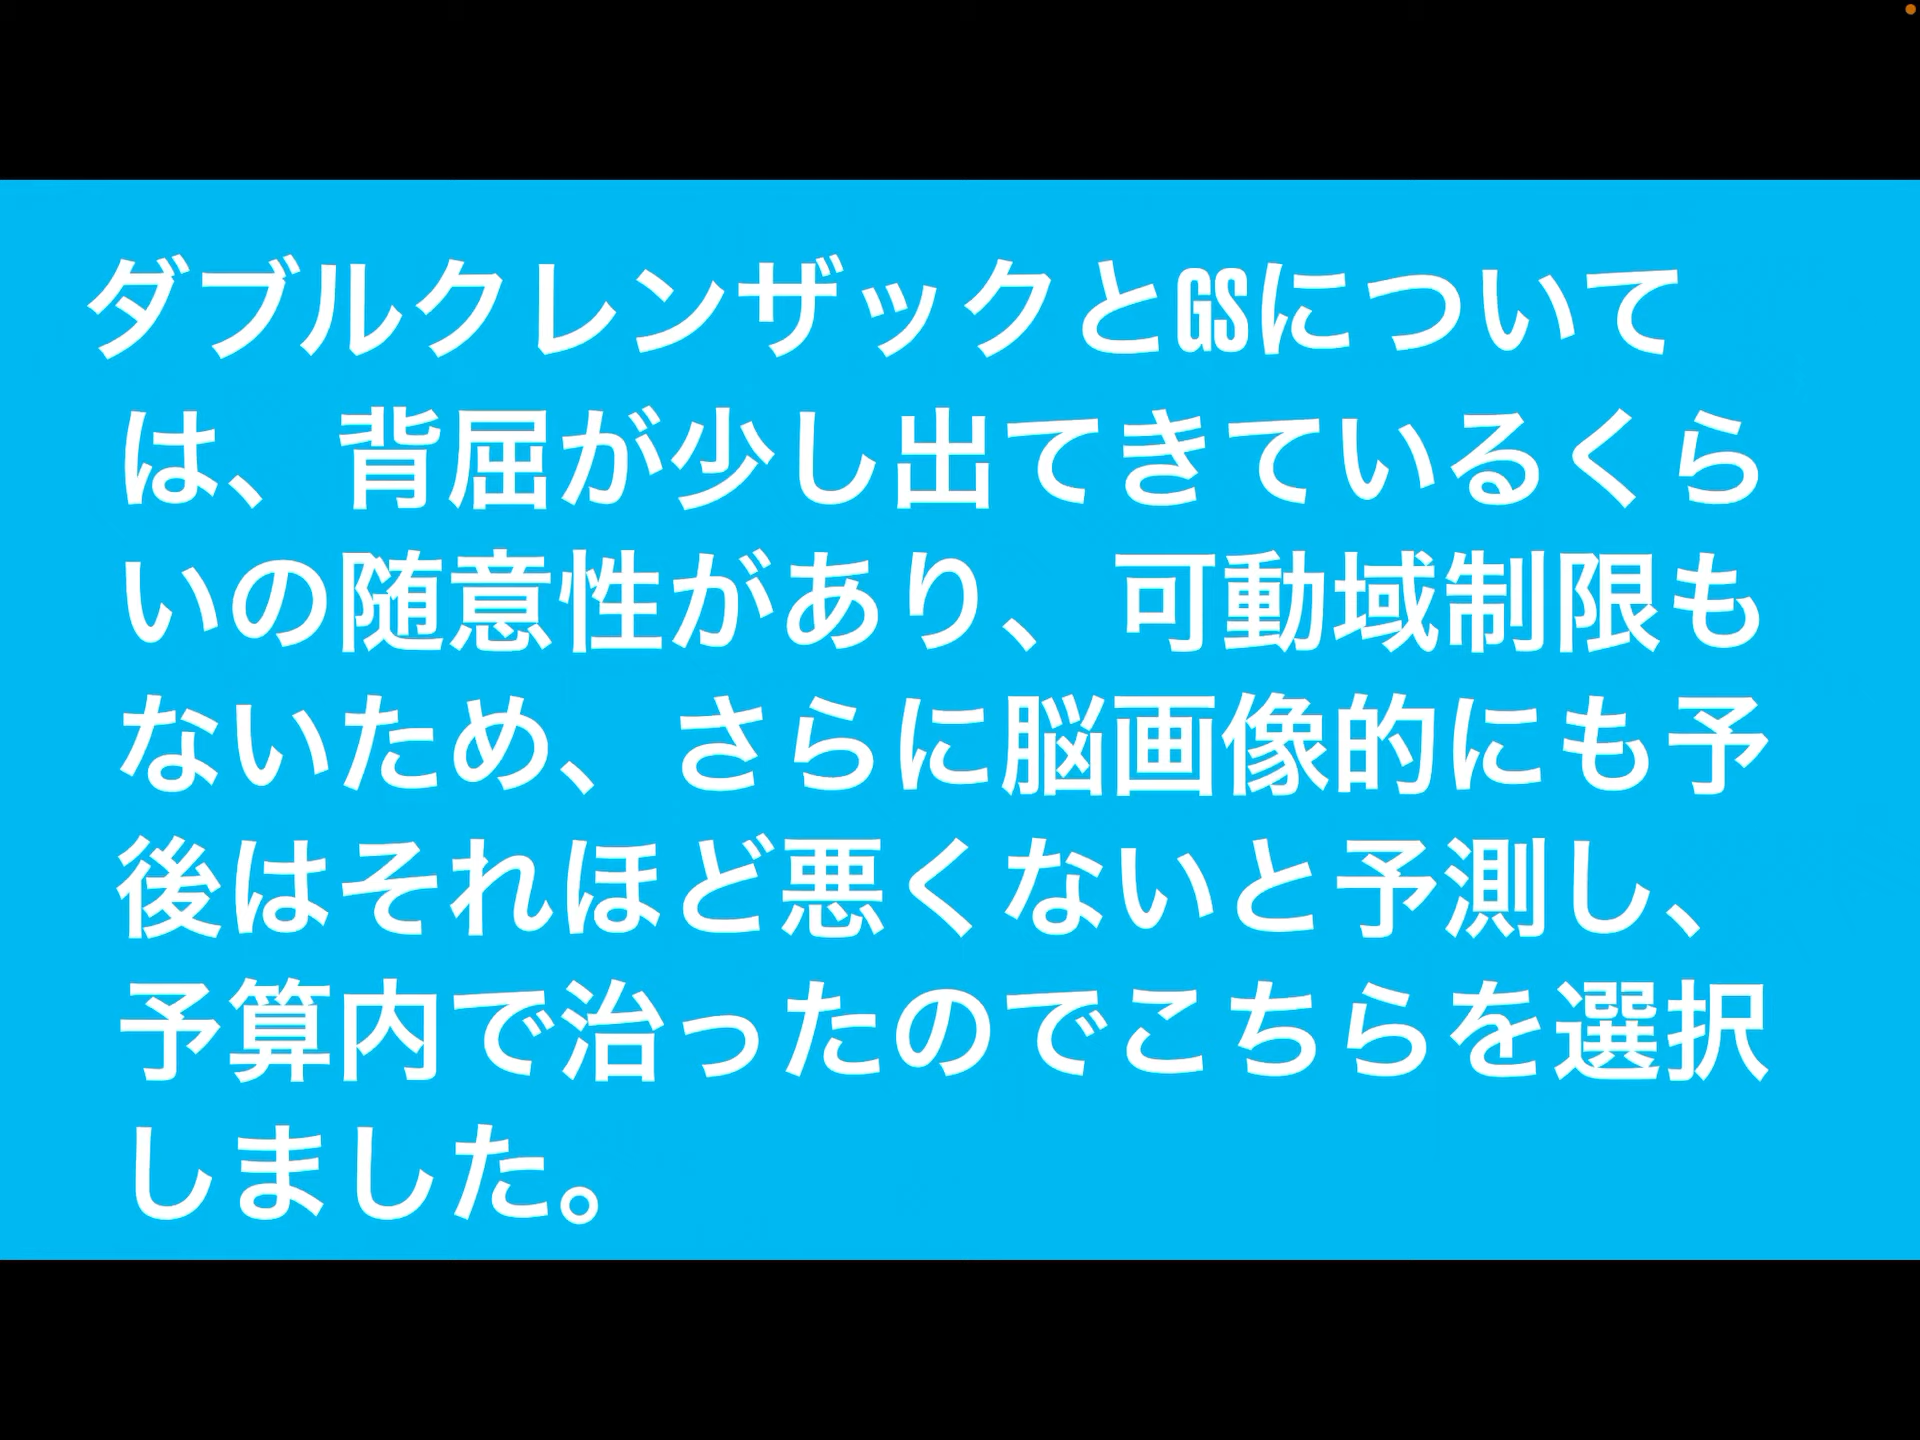 ダブルクレンザックとGSについて
は、背屈が少し出てきているくら
いの随意性があり、可動域制限も
ないため、さらに脳画像的にも予
後はそれほど悪くないと予測し、
予算内で治ったのでこちらを選択
しました。